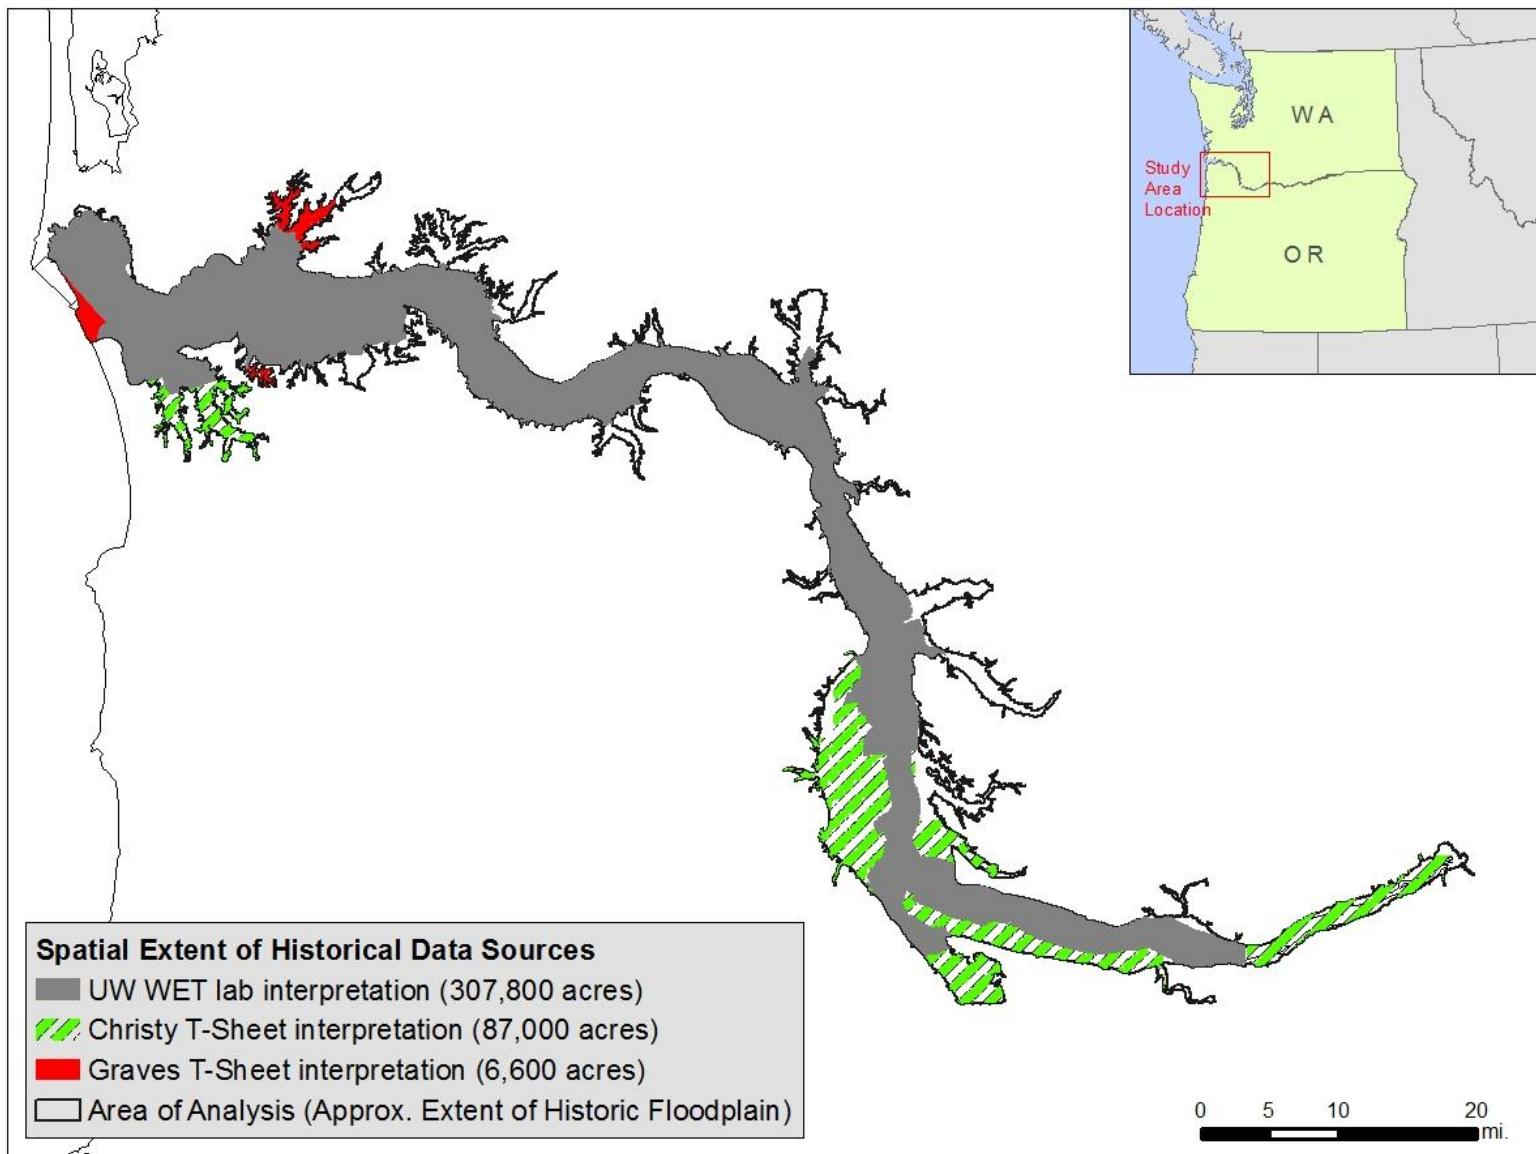 WA
Study
Area
Location
OR
Spatial Extent of Historical Data Sources
UW WET lab interpretation (307,800 acres)
Christy T-Sheet interpretation (87,000 acres)
Graves T-Sheet interpretation (6,600 acres)
Area of Analysis (Approx. Extent of Historic Floodplain)
0 5 10 20
mi.